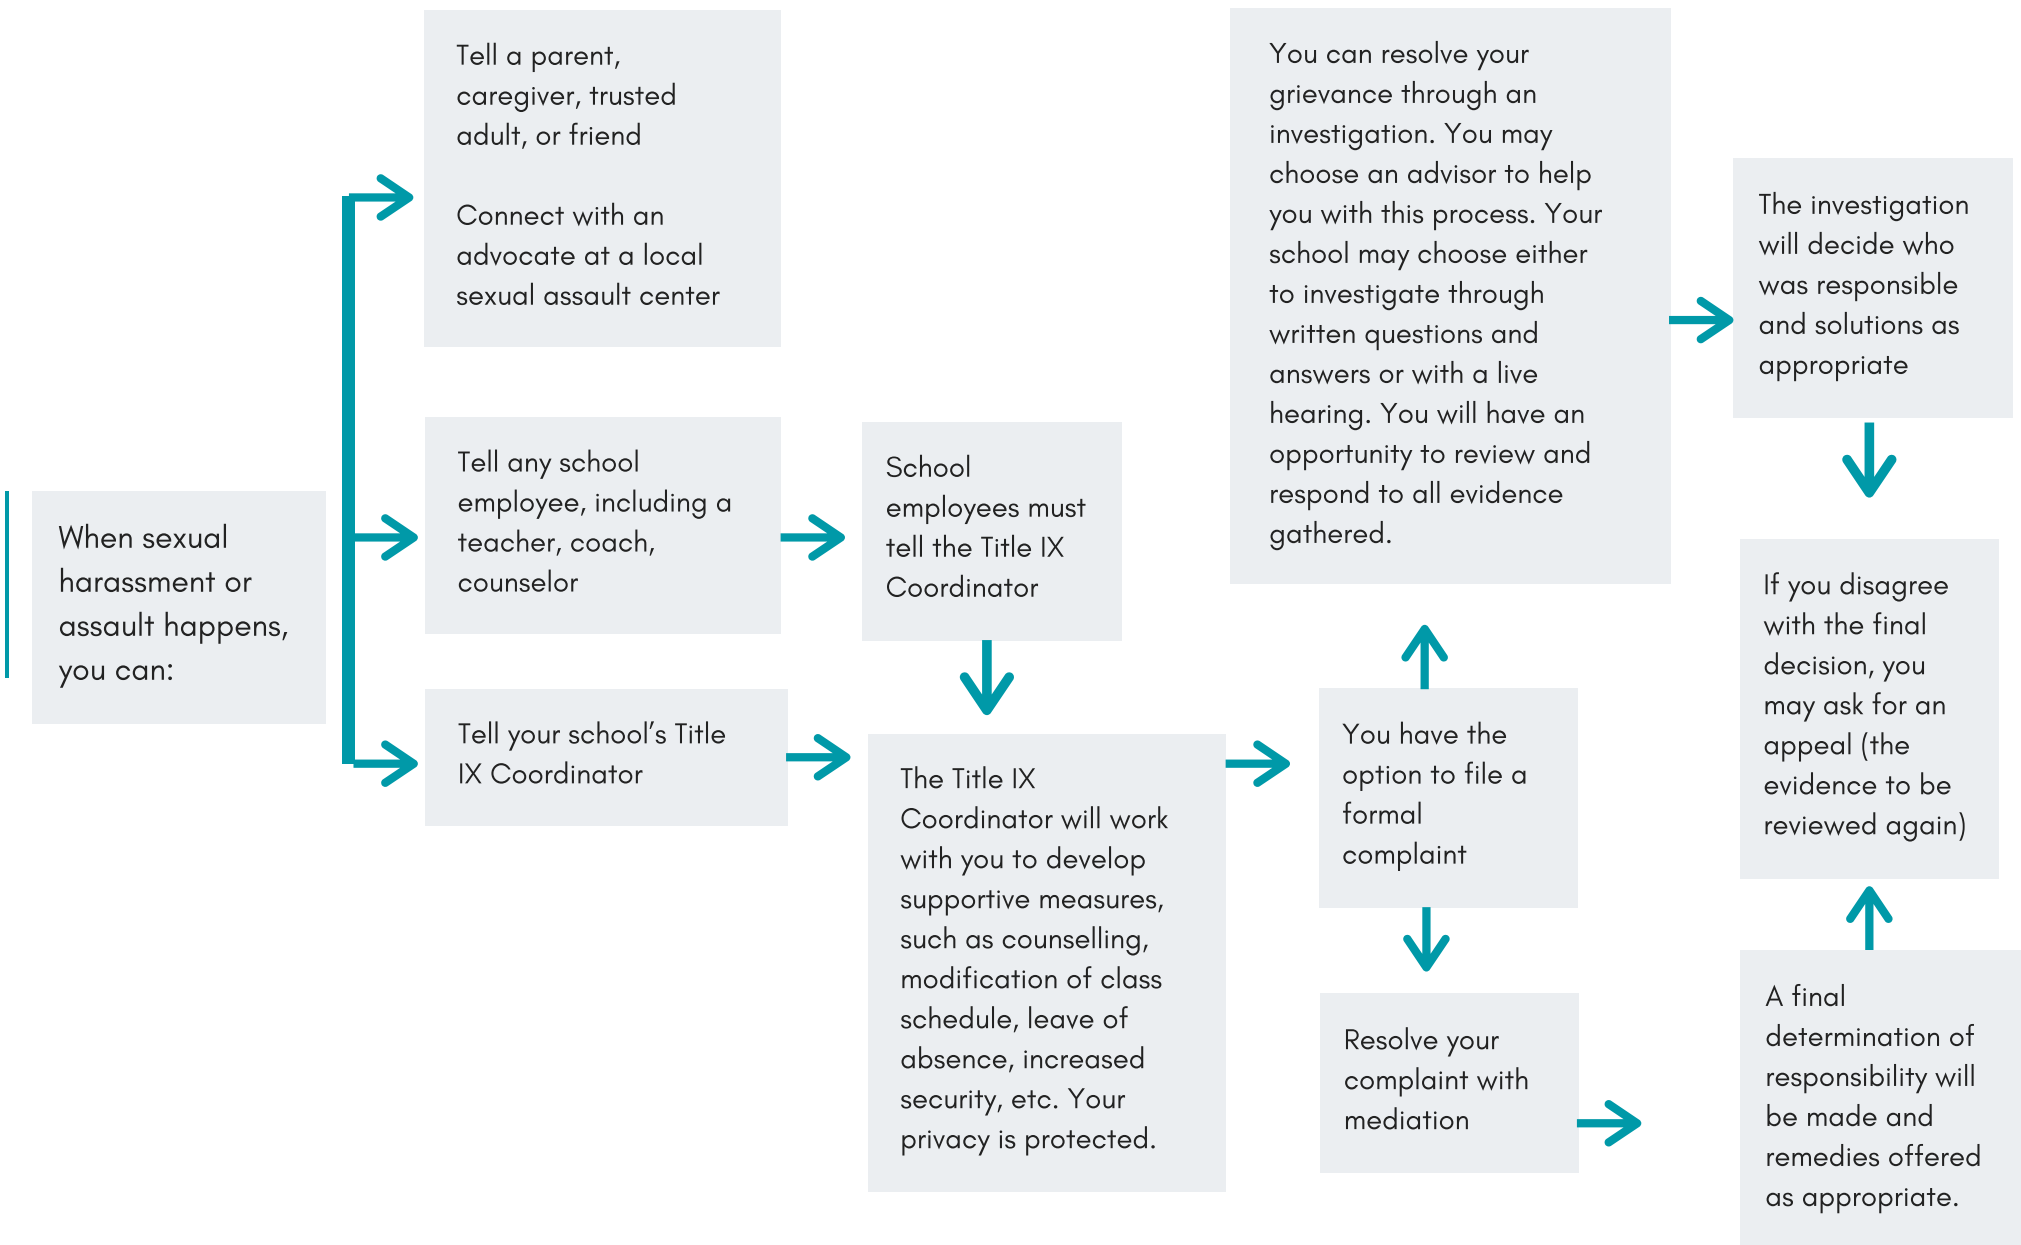 When sexual
harassment or
assault happens,
you can:
Tell a parent,
caregiver, trusted
adult, or friend
Connect with an
advocate at a local
sexual assault center
Tell any school
employee, including a
teacher, coach,
counselor
Tell your school’s Title
IX Coordinator
School
employees must
tell the Title IX
Coordinator
The Title IX
Coordinator will work
with you to develop
supportive measures,
such as counselling,
modification of class
schedule, leave of
absence, increased
security, etc. Your
privacy is protected.
You have the
option to file a
formal
complaint
You can resolve your
grievance through an
investigation. You may
choose an advisor to help
you with this process. Your
school may choose either
to investigate through
written questions and
answers or with a live
hearing. You will have an
opportunity to review and
respond to all evidence
gathered.
Resolve your
complaint with
mediation
The investigation
will decide who
was responsible
and solutions as
appropriate
If you disagree
with the final
decision, you
may ask for an
appeal (the
evidence to be
reviewed again)
A final
determination of
responsibility will
be made and
remedies offered
as appropriate.